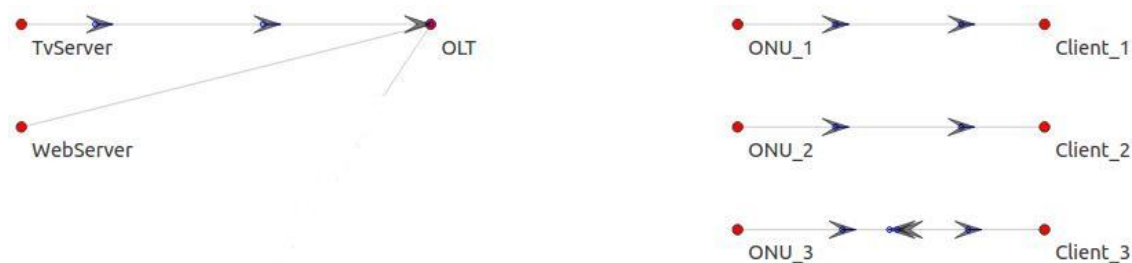 TvServer
OLT
ONU_1
Client_1
WebServer
ONU_2
Client_2
ONU_3
Client_3